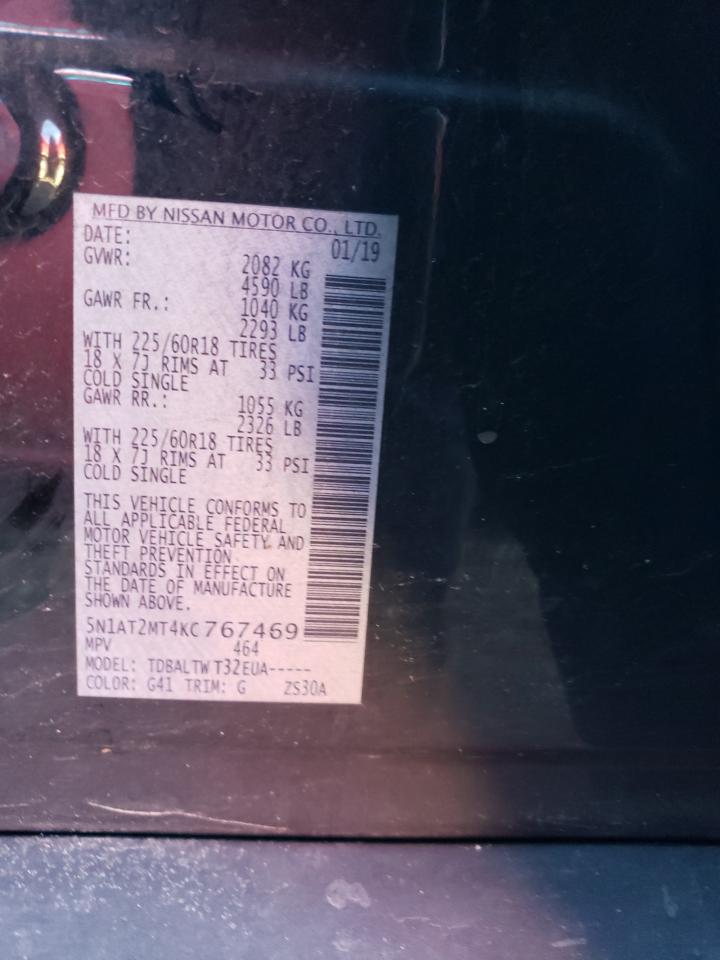 MFD BY NISSAN MOTOR CO., LTD.
DATE: 01/19
GVWR: 2082 KG
4590 LB
GAWR FR.: 1040 KG
2293 LB
WITH 225/60R18 TIRES
18 X 7J RIMS AT 33 PSI
COLD SINGLE
GAWR RR.: 1055 KG
2326 LB
WITH 225/60R18 TIRES
18 X 7J RIMS AT 33 PSI
COLD SINGLE
THIS VEHICLE CONFORMS TO
ALL APPLICABLE FEDERAL
MOTOR VEHICLE SAFETY AND
THEFT PREVENTION
STANDARDS IN EFFECT ON
THE DATE OF MANUFACTURE
SHOWN ABOVE.
5N1AT2MT4KC767469
MPV 464
MODEL: TDBALTWT32EUA-----
COLOR: G41 TRIM: G ZS30A